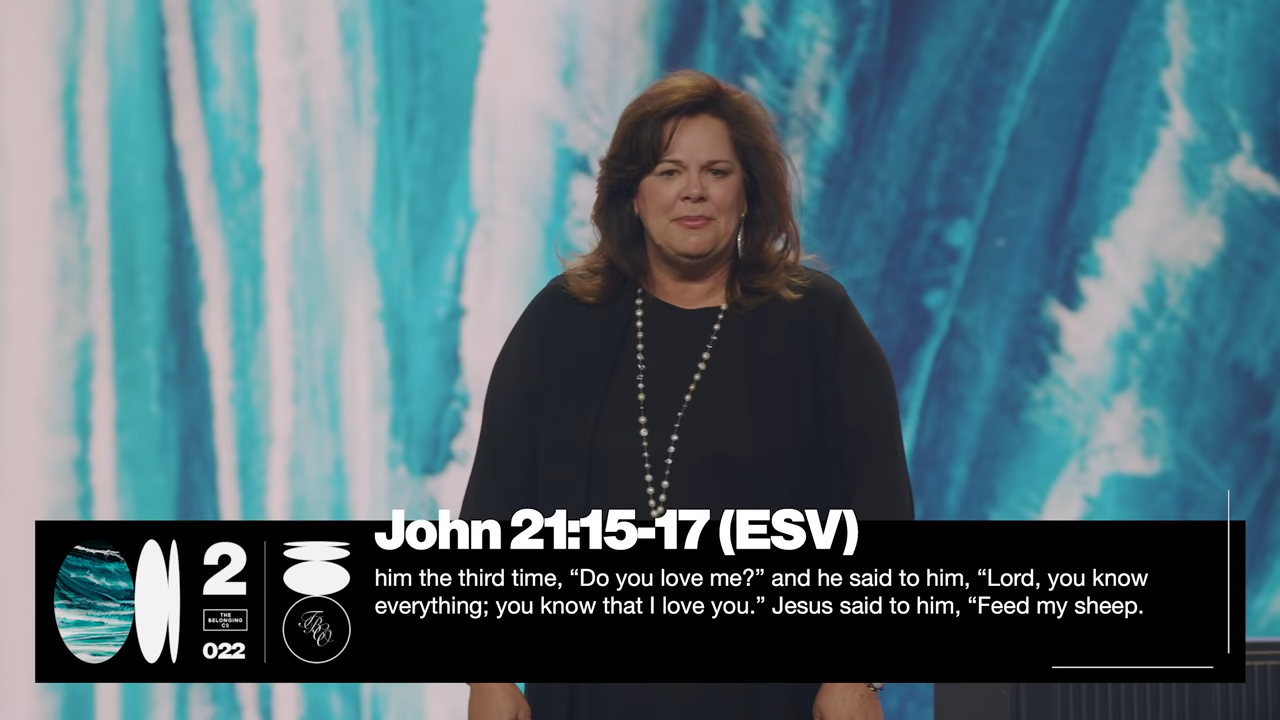 John 21:15-17 (ESV)
him the third time, “Do you love me?” and he said to him, “Lord, you know
everything; you know that I love you.” Jesus said to him, “Feed my sheep.
2
THE
BELONGING
CO
022
TBCO